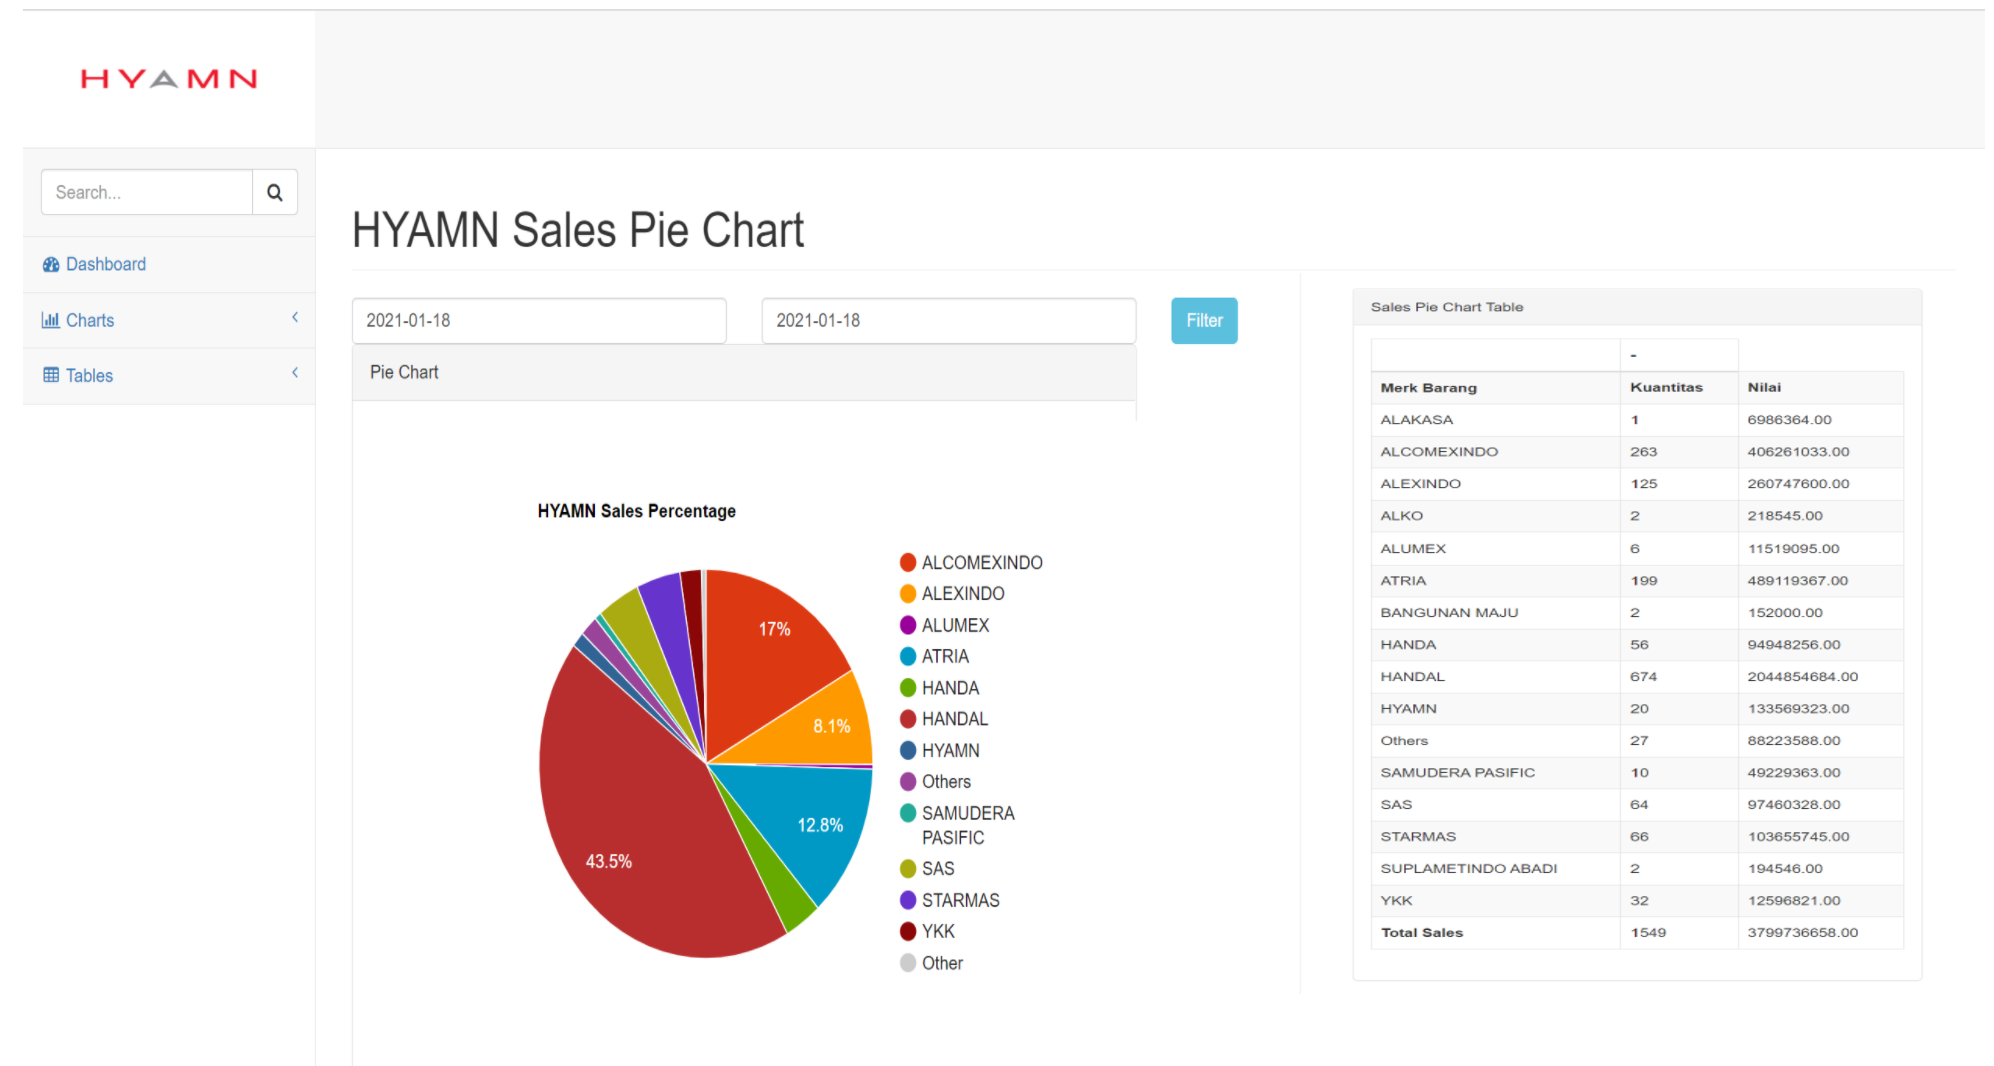 HYAMN
Search...
Dashboard
Charts
Tables
HYAMN Sales Pie Chart
2021-01-18
2021-01-18
Filter
Pie Chart
HYAMN Sales Percentage
17%
8.1%
12.8%
43.5%
ALCOMEXINDO
ALEXINDO
ALUMEX
ATRIA
HANDA
HANDAL
HYAMN
Others
SAMUDERA
PASIFIC
SAS
STARMAS
YKK
Other
Sales Pie Chart Table
-
Merk Barang Kuantitas Nilai
ALAKASA 1 6986364.00
ALCOMEXINDO 263 406261033.00
ALEXINDO 125 260747600.00
ALKO 2 218545.00
ALUMEX 6 11519095.00
ATRIA 199 489119367.00
BANGUNAN MAJU 2 152000.00
HANDA 56 94948256.00
HANDAL 674 2044854684.00
HYAMN 20 133569323.00
Others 27 88223588.00
SAMUDERA PASIFIC 10 49229363.00
SAS 64 97460328.00
STARMAS 66 103655745.00
SUPLAMETINDO ABADI 2 194546.00
YKK 32 12596821.00
Total Sales 1549 3799736658.00